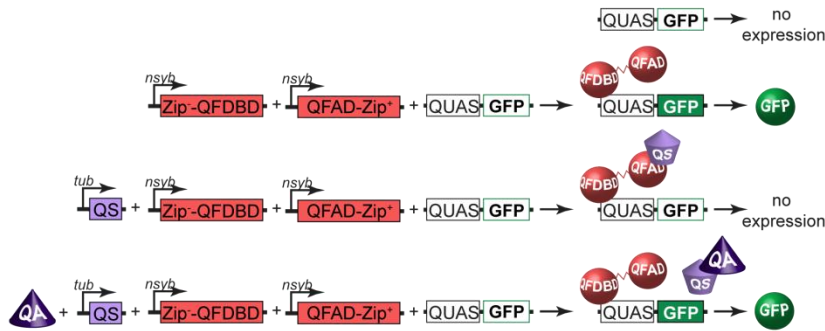 QUAS GFP no expression
QFDBD QFAD
nsyb nsyb
Zip⁻-QFDBD + QFAD-Zip⁺ + QUAS GFP QUAS GFP GFP
QS
QFDBD QFAD
tub nsyb nsyb
QS + Zip⁻-QFDBD + QFAD-Zip⁺ + QUAS GFP QUAS GFP no expression
QA
QS
QFDBD QFAD
tub nsyb nsyb
QA + QS + Zip⁻-QFDBD + QFAD-Zip⁺ + QUAS GFP QUAS GFP GFP